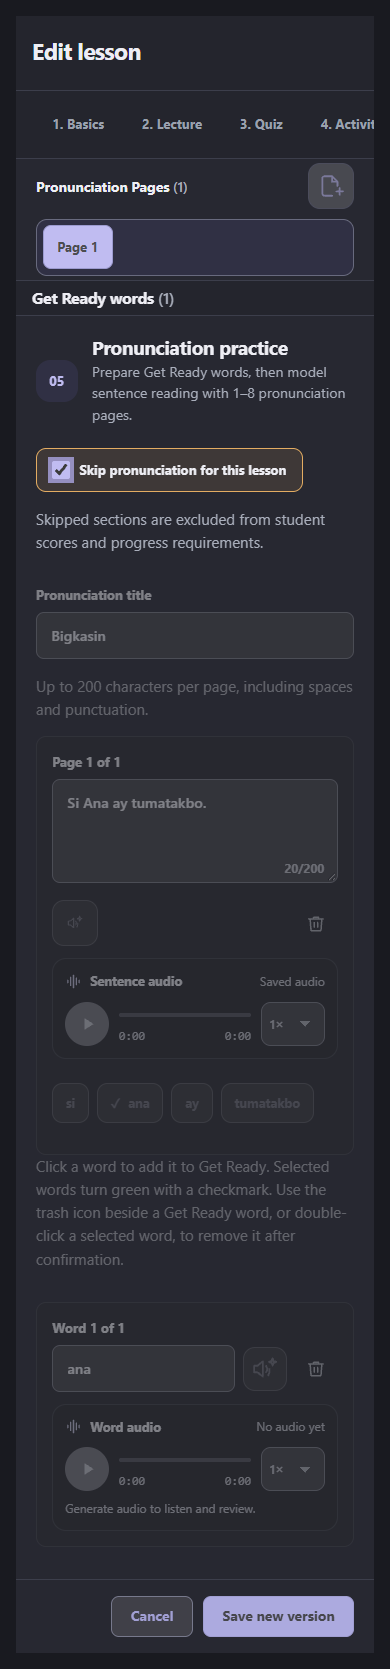 Edit lesson
1. Basics 2. Lecture 3. Quiz 4. Activit
Pronunciation Pages (1)
Page 1
Get Ready words (1)
05
Pronunciation practice
Prepare Get Ready words, then model
sentence reading with 1–8 pronunciation
pages.
Skip pronunciation for this lesson
Skipped sections are excluded from student
scores and progress requirements.
Pronunciation title
Bigkasin
Up to 200 characters per page, including spaces
and punctuation.
Page 1 of 1
Si Ana ay tumatakbo.
20/200
Sentence audio Saved audio
0:00 0:00 1×
si ✓ ana ay tumatakbo
Click a word to add it to Get Ready. Selected
words turn green with a checkmark. Use the
trash icon beside a Get Ready word, or double-
click a selected word, to remove it after
confirmation.
Word 1 of 1
ana
Word audio No audio yet
0:00 0:00 1×
Generate audio to listen and review.
Cancel Save new version